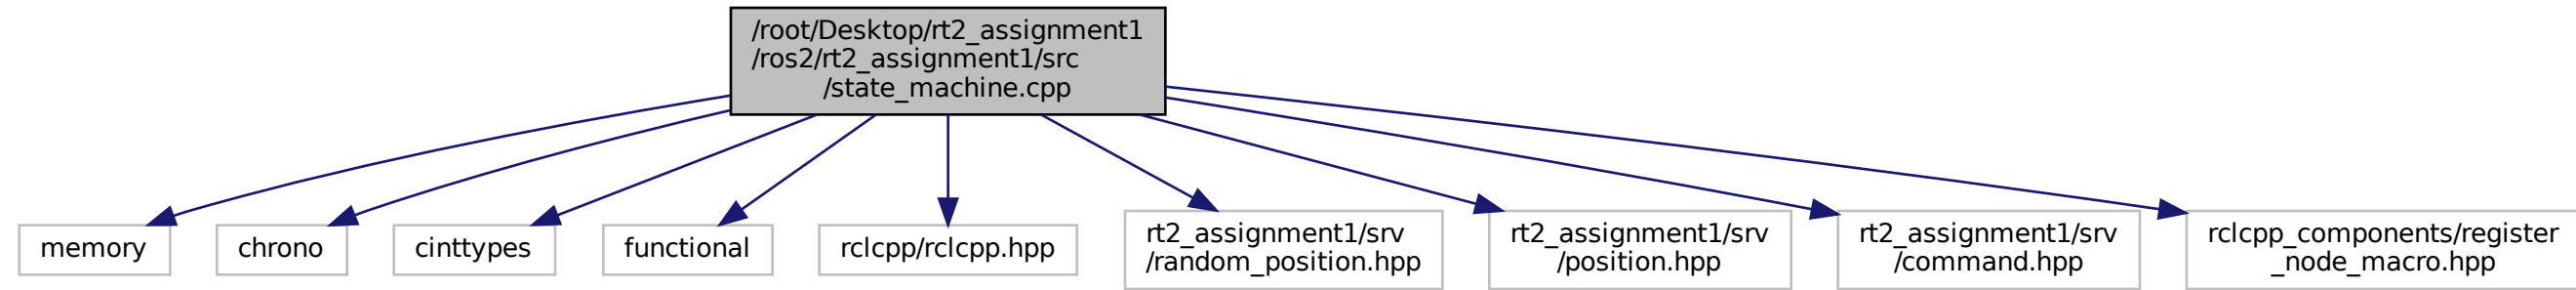 /root/Desktop/rt2_assignment1
/ros2/rt2_assignment1/src
/state_machine.cpp
memory
chrono
cinttypes
functional
rclcpp/rclcpp.hpp
rt2_assignment1/srv
/random_position.hpp
rt2_assignment1/srv
/position.hpp
rt2_assignment1/srv
/command.hpp
rclcpp_components/register
_node_macro.hpp